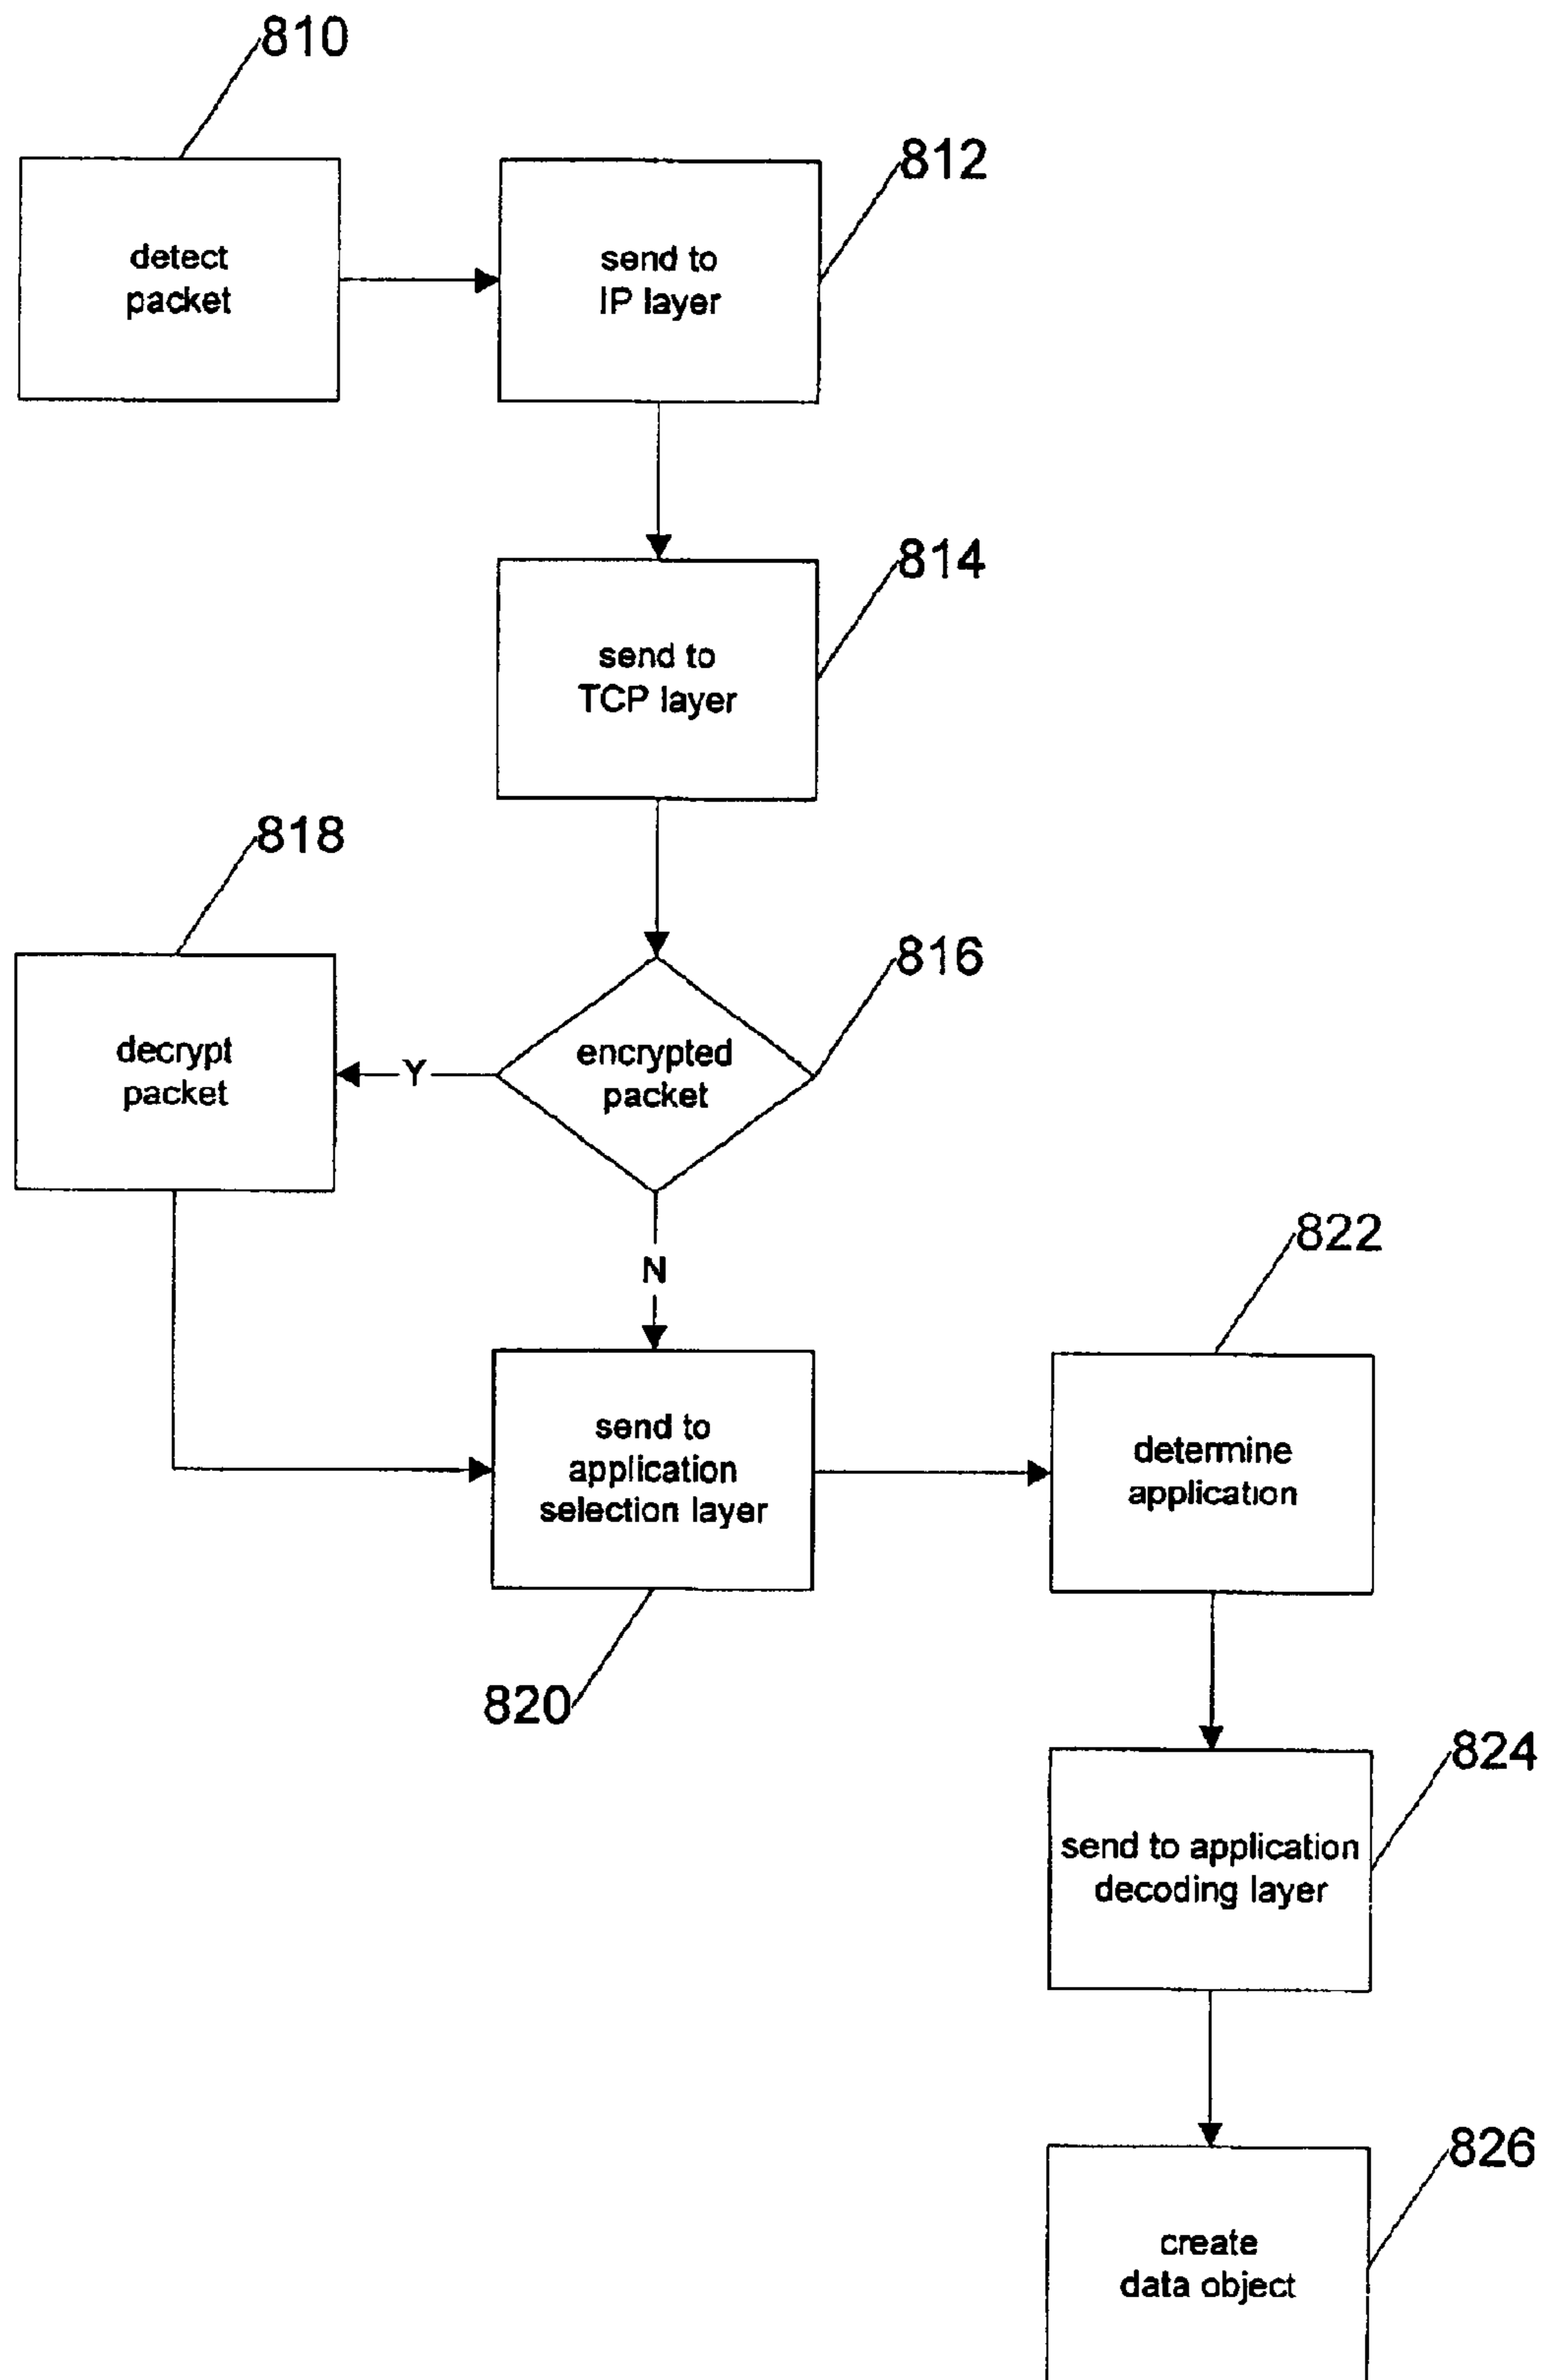 810
812
detect
packet
send to
IP layer
814
send to
TCP layer
818
816
decrypt
packet
Y
encrypted
packet
N
822
send to
application
selection layer
determine
application
820
824
send to application
decoding layer
826
create
data object